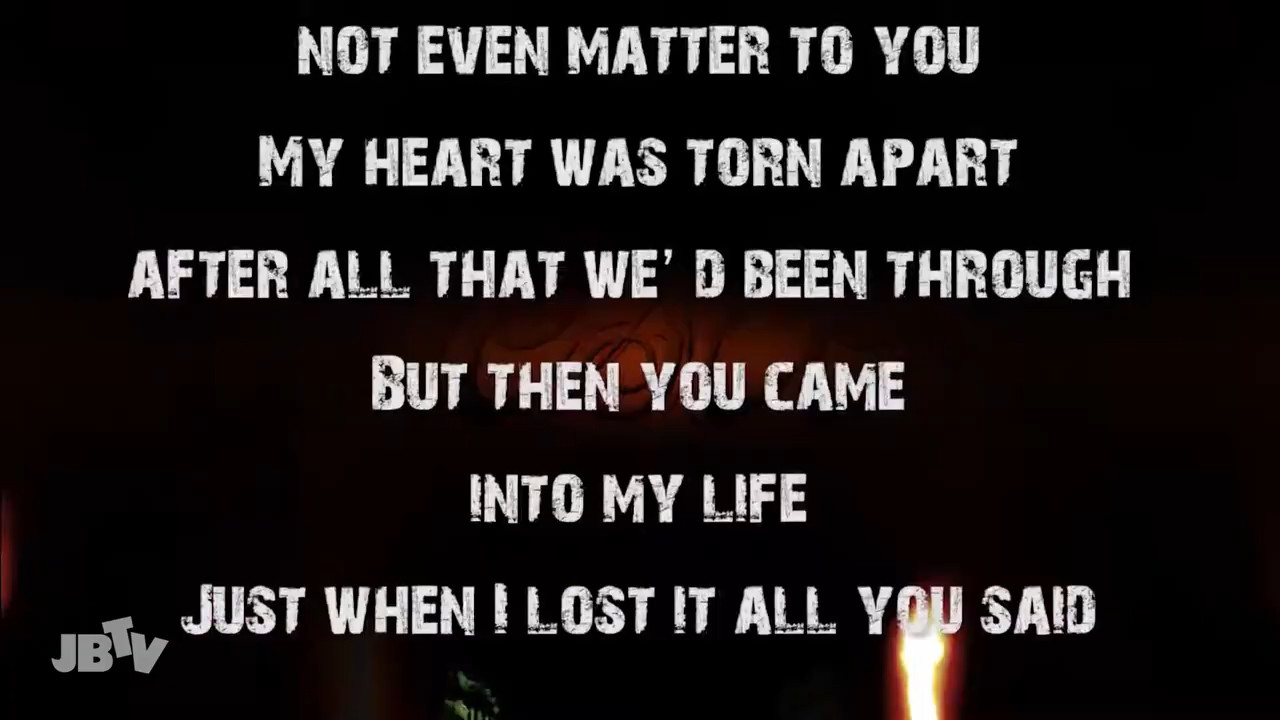 NOT EVEN MATTER TO YOU
MY HEART WAS TORN APART
AFTER ALL THAT WE' D BEEN THROUGH
BUT THEN YOU CAME
INTO MY LIFE
JUST WHEN I LOST IT ALL YOU SAID
JBTV